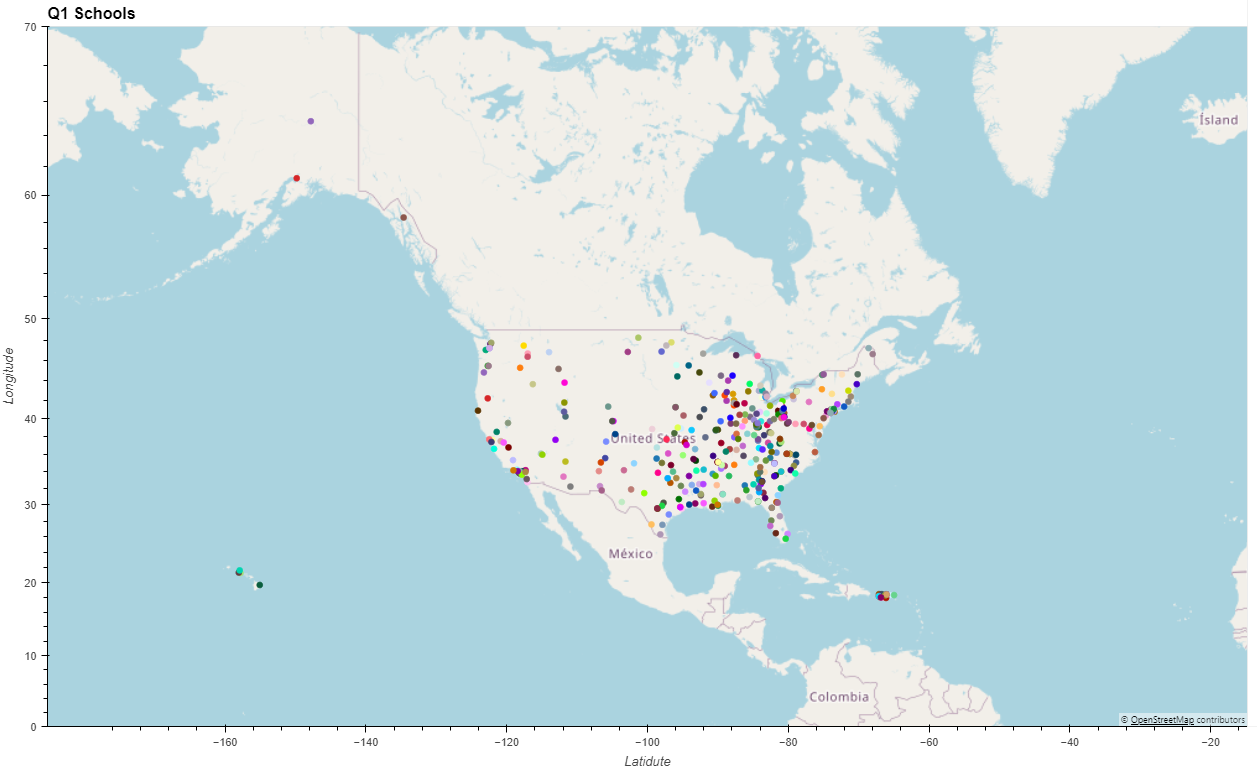 Q1 Schools
70
60
50
40
30
20
10
0
Longitude
Ísland
United States
México
Colombia
© OpenStreetMap contributors
−160
−140
−120
−100
−80
−60
−40
−20
Latidute